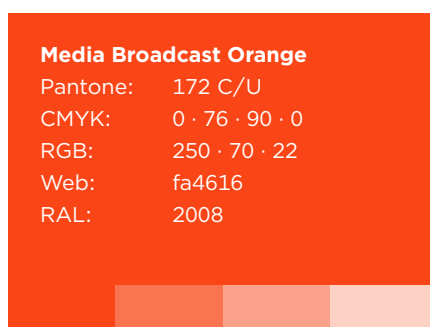 Media Broadcast Orange
Pantone: 172 C/U
CMYK: 0 · 76 · 90 · 0
RGB: 250 · 70 · 22
Web: fa4616
RAL: 2008